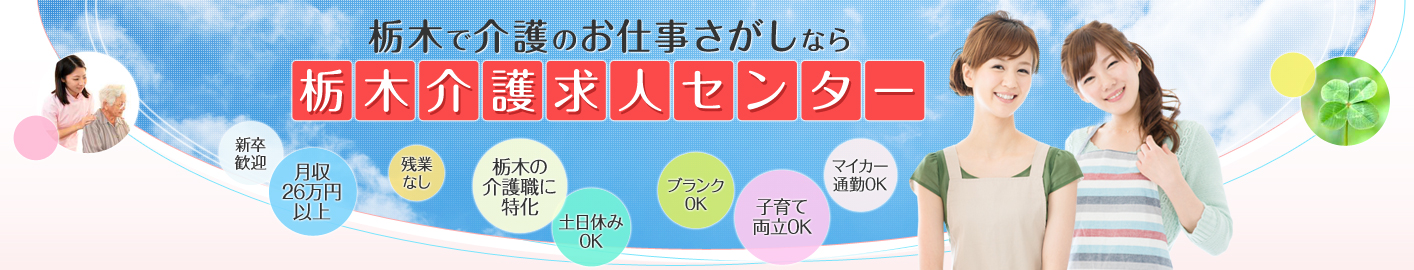 栃木で介護のお仕事さがしなら
栃木介護求人センター
新卒
歓迎
月収
26万円
以上
残業
なし
栃木の
介護職に
特化
土日休み
OK
ブランク
OK
子育て
両立OK
マイカー
通勤OK